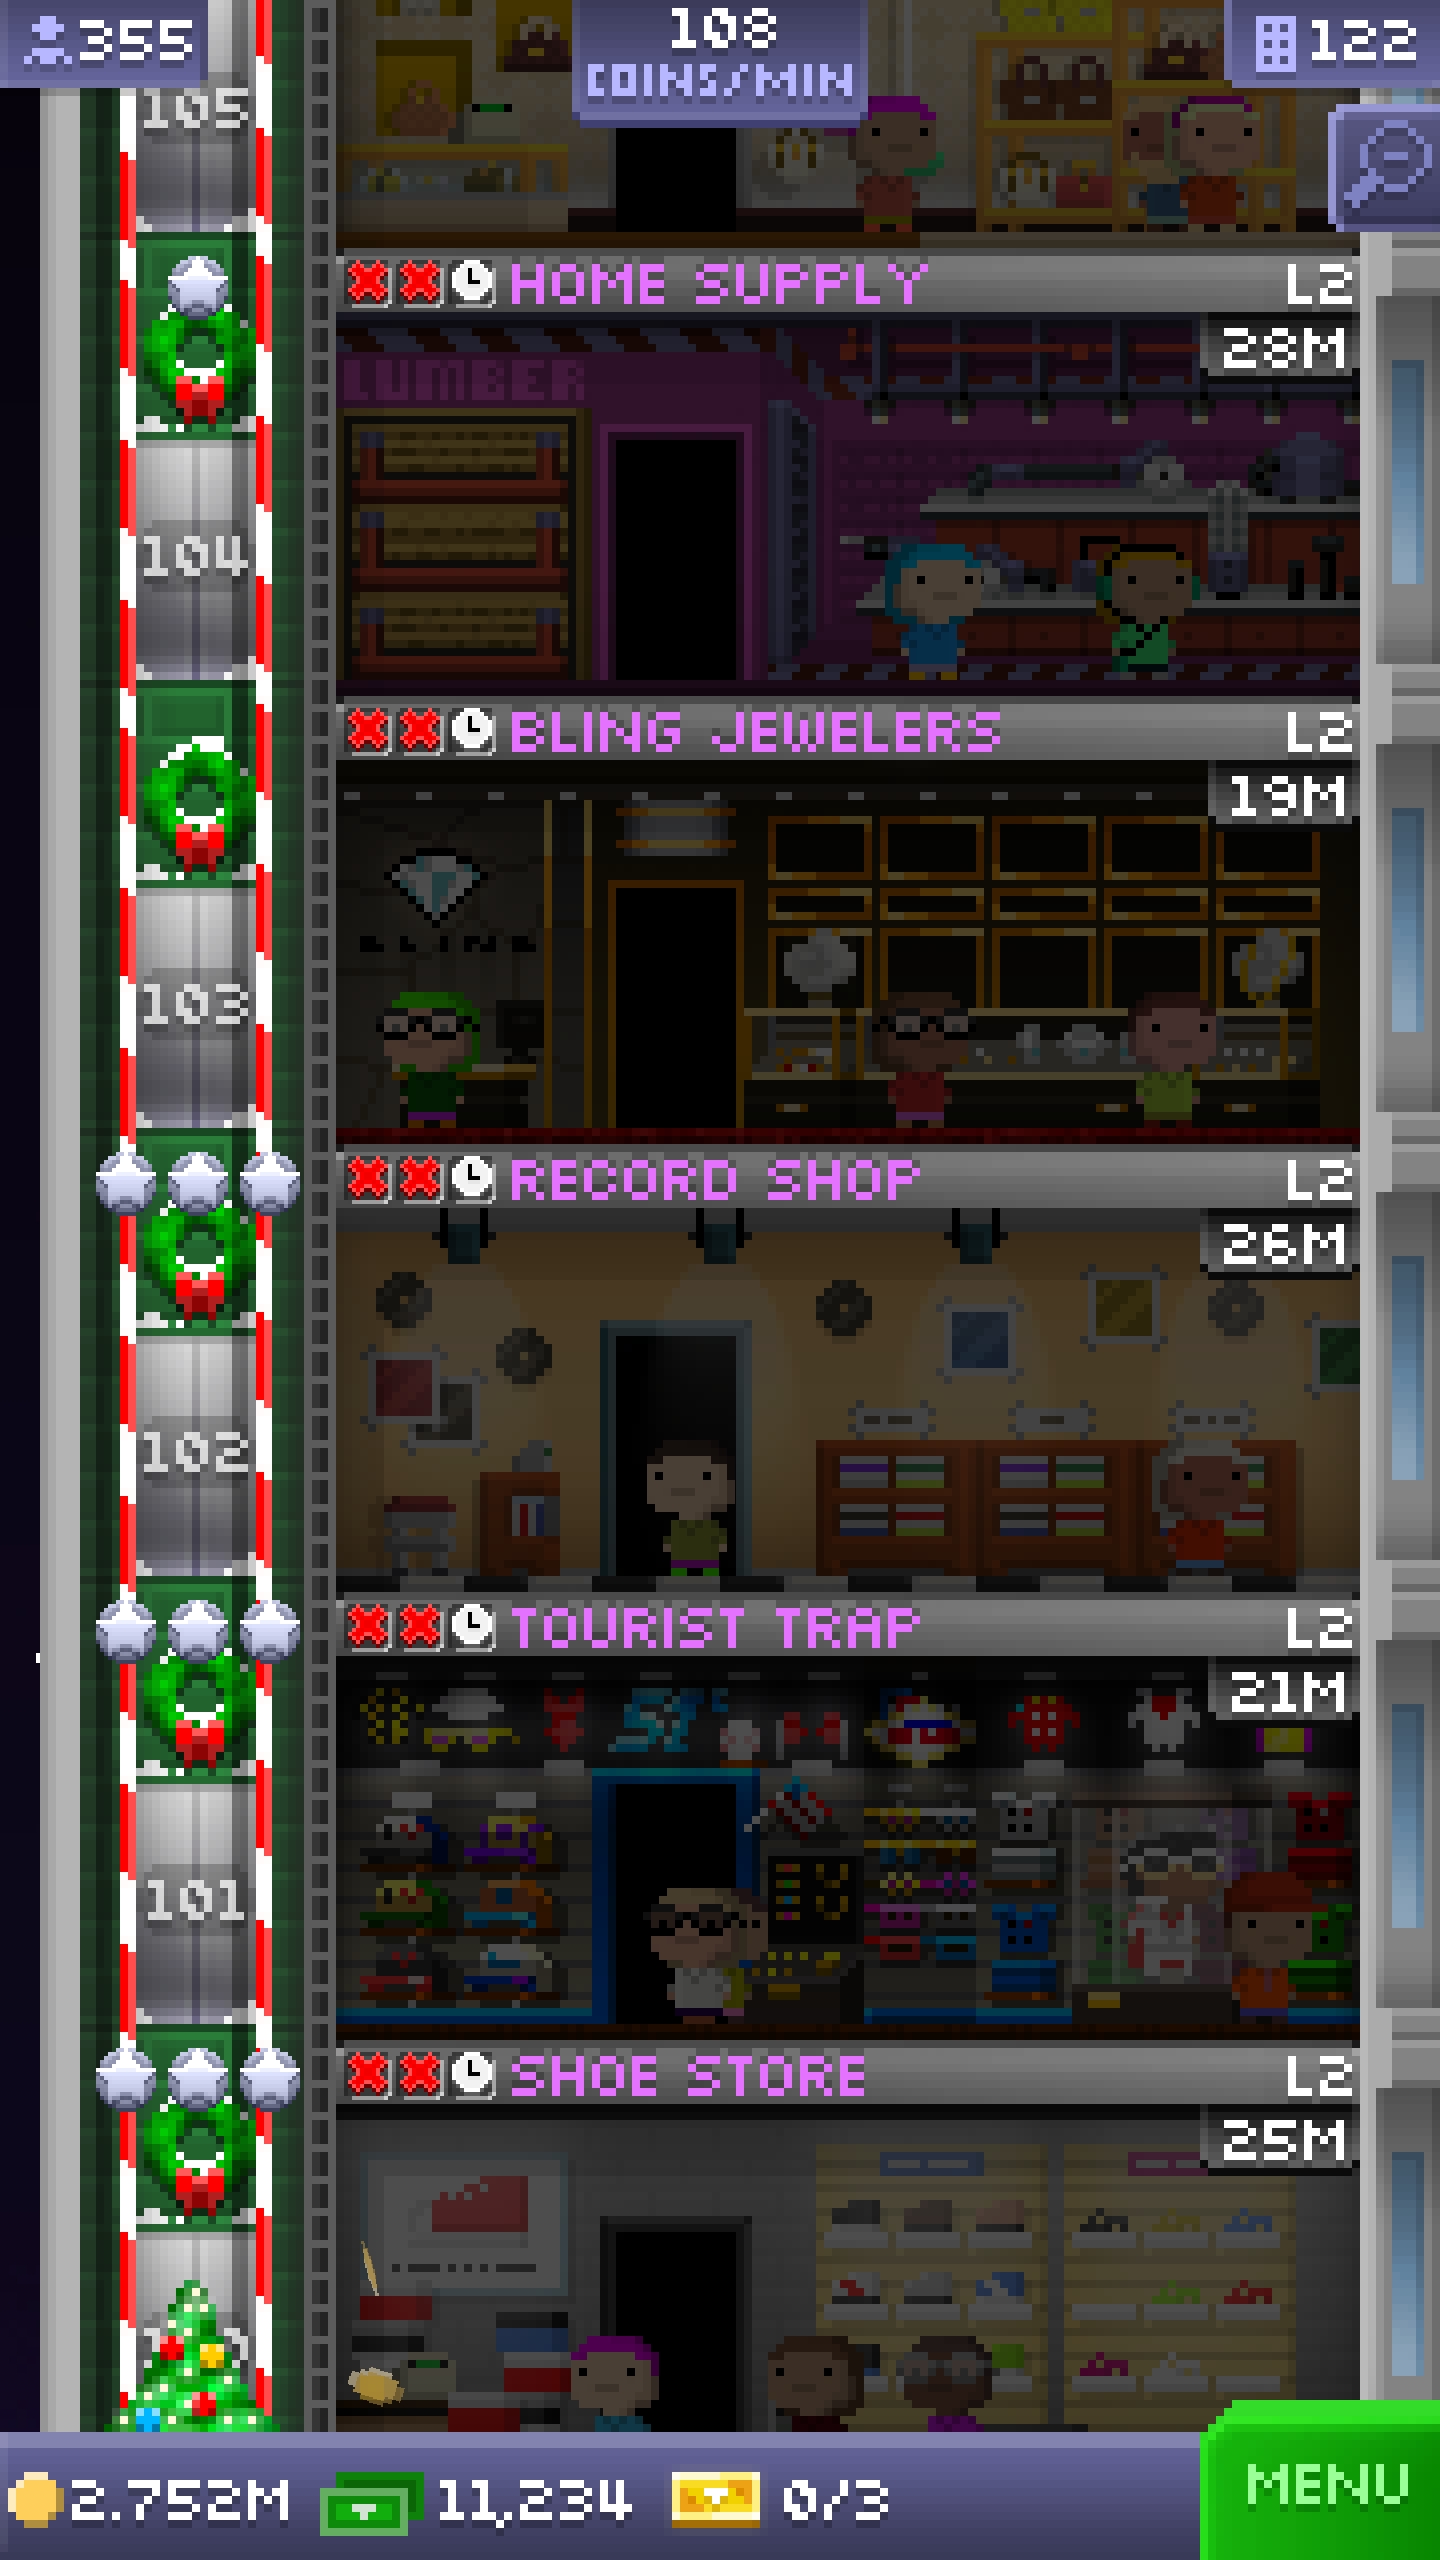 355
108
COINS/MIN
122
105
HOME SUPPLY
L2
28M
LUMBER
104
BLING JEWELERS
L2
19M
BLING
103
RECORD SHOP
L2
26M
102
TOURIST TRAP
L2
21M
101
SHOE STORE
L2
25M
2.752M
11,234
0/3
MENU